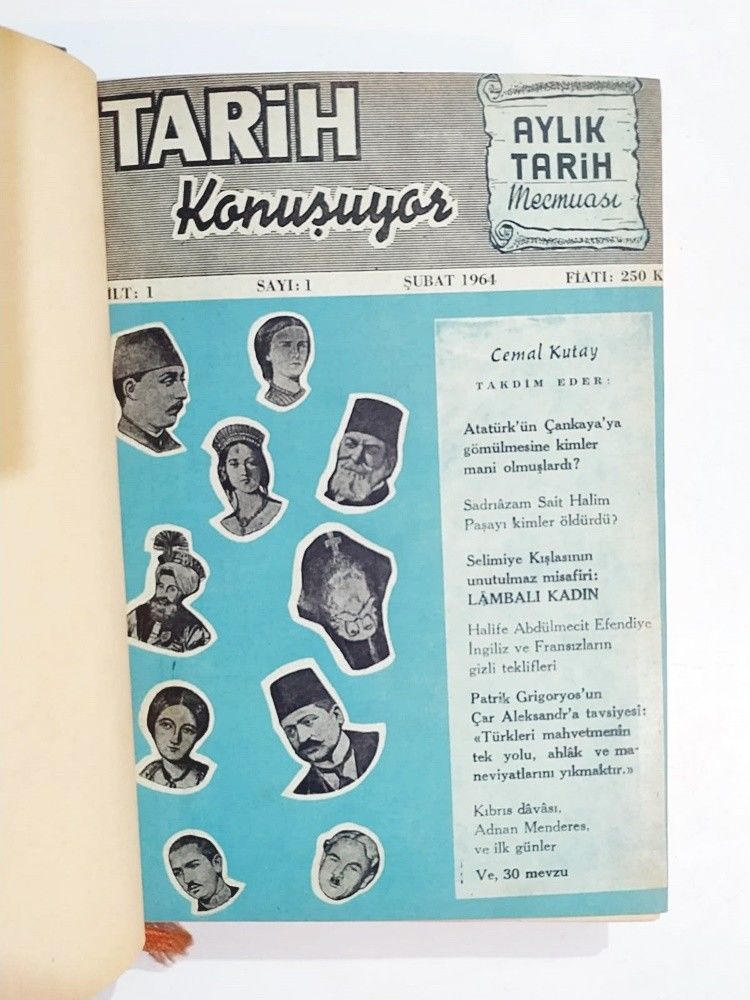 TARİH
Konuşuyor
AYLIK
TARİH
Mecmuası
İLT: 1 SAYI: 1 ŞUBAT 1964 FİATI: 250 K
Cemal Kutay
TAKDİM EDER:
Atatürk'ün Çankaya'ya
gömülmesine kimler
mani olmuşlardı?
Sadrıâzam Sait Halim
Paşayı kimler öldürdü?
Selimiye Kışlasının
unutulmaz misafiri:
LÂMBALI KADIN
Halife Abdülmecit Efendiye
İngiliz ve Fransızların
gizli teklifleri
Patrik Grigoryos'un
Çar Aleksandr'a tavsiyesi:
«Türkleri mahvetmenin
tek yolu, ahlâk ve ma-
neviyatlarını yıkmaktır.»
Kıbrıs dâvâsı,
Adnan Menderes,
ve ilk günler
Ve, 30 mevzu